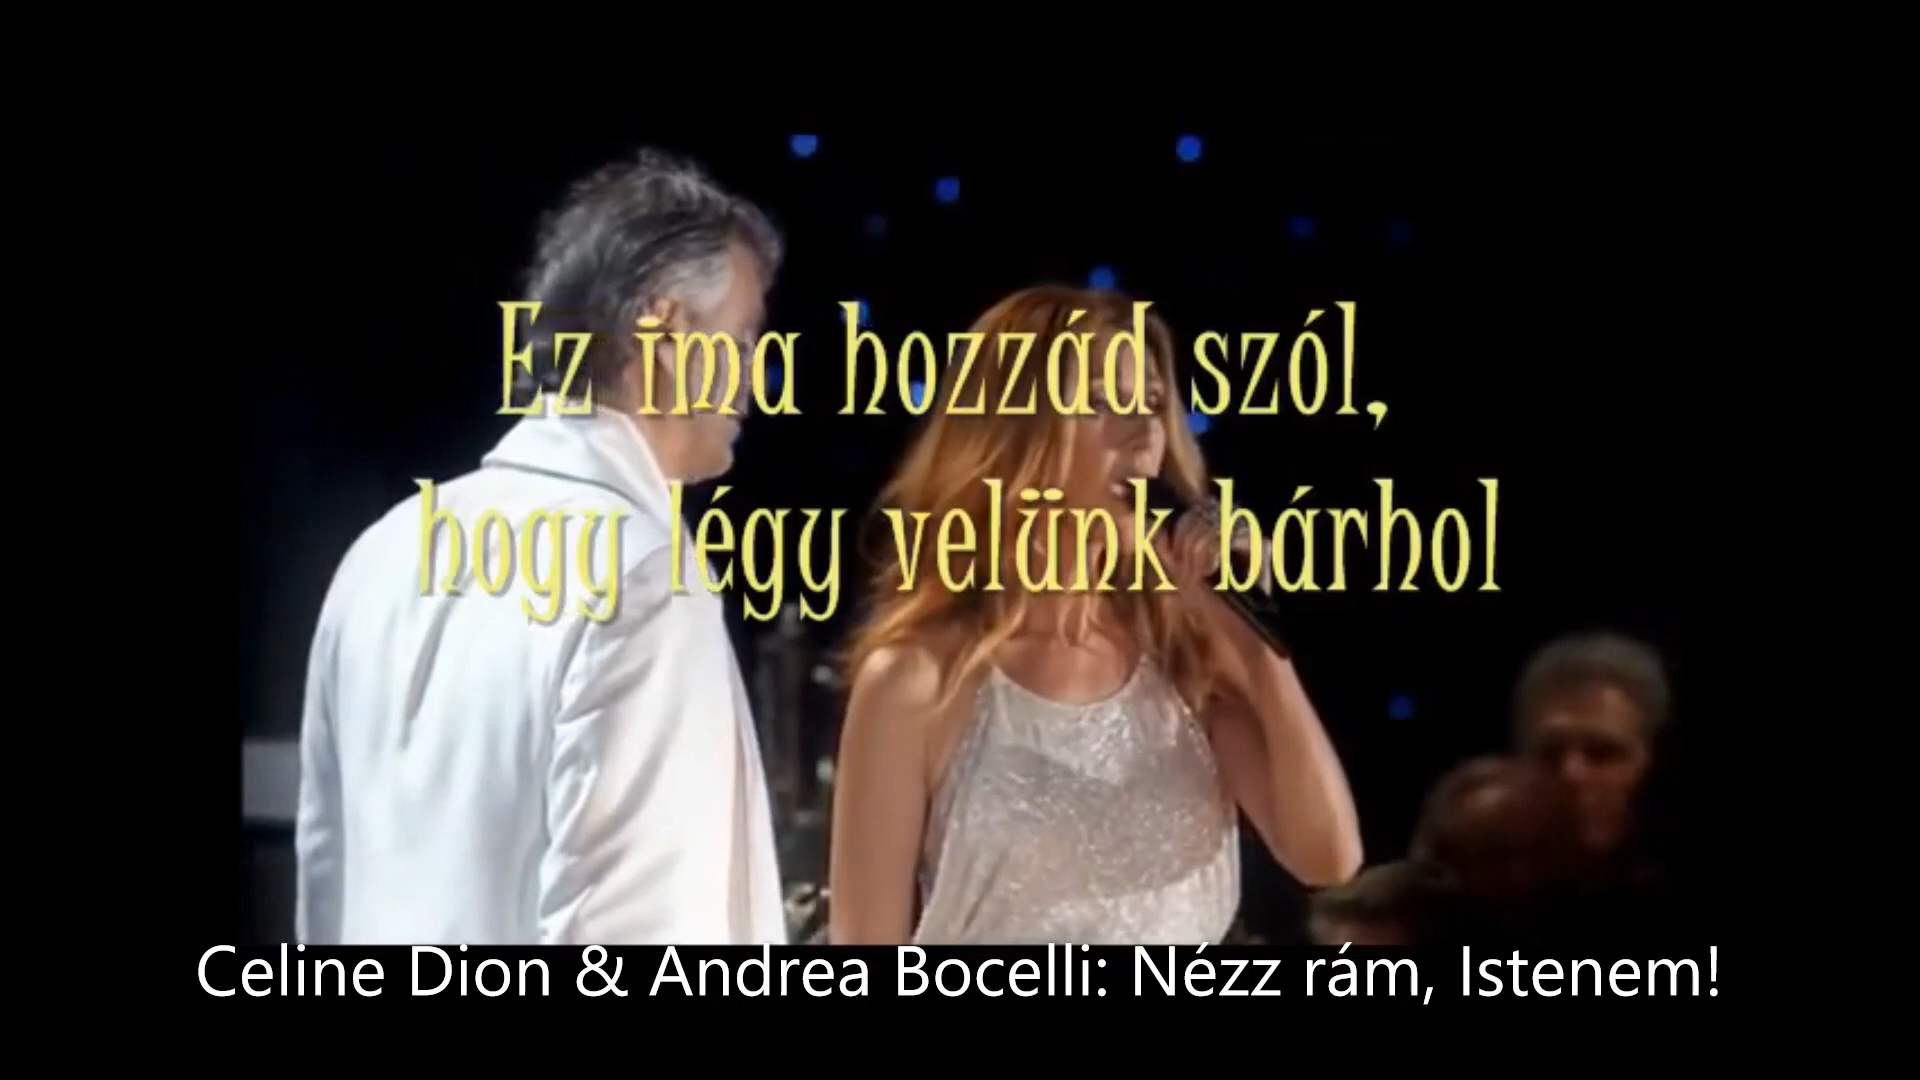 Ez ima hozzád szól,
hogy légy velünk bárhol
Celine Dion & Andrea Bocelli: Nézz rám, Istenem!